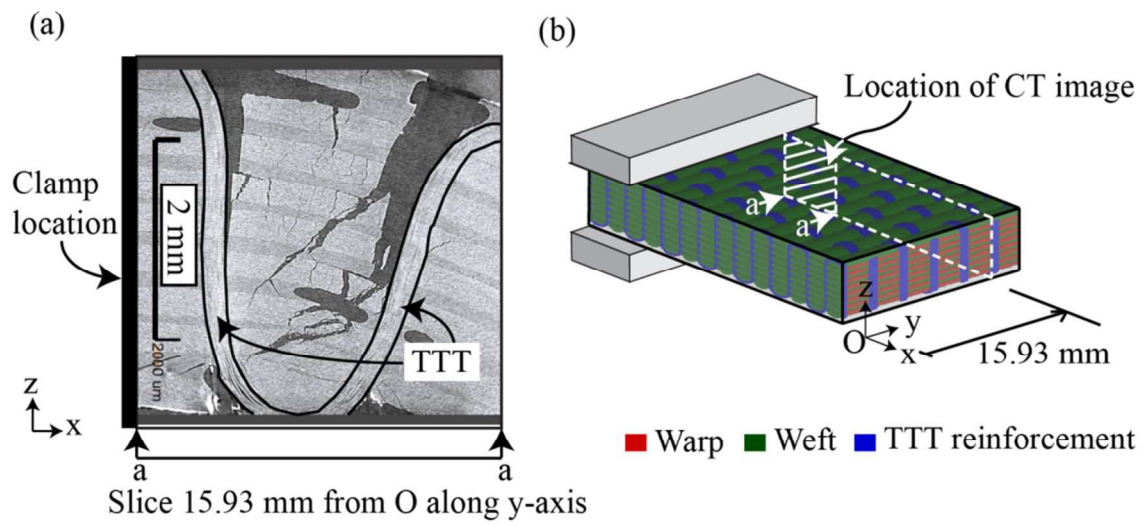 (a)
Clamp
location
2 mm
2000 um
TTT
z
x
a
a
Slice 15.93 mm from O along y-axis
(b)
Location of CT image
a
a
z
y
O
x
15.93 mm
Warp
Weft
TTT reinforcement